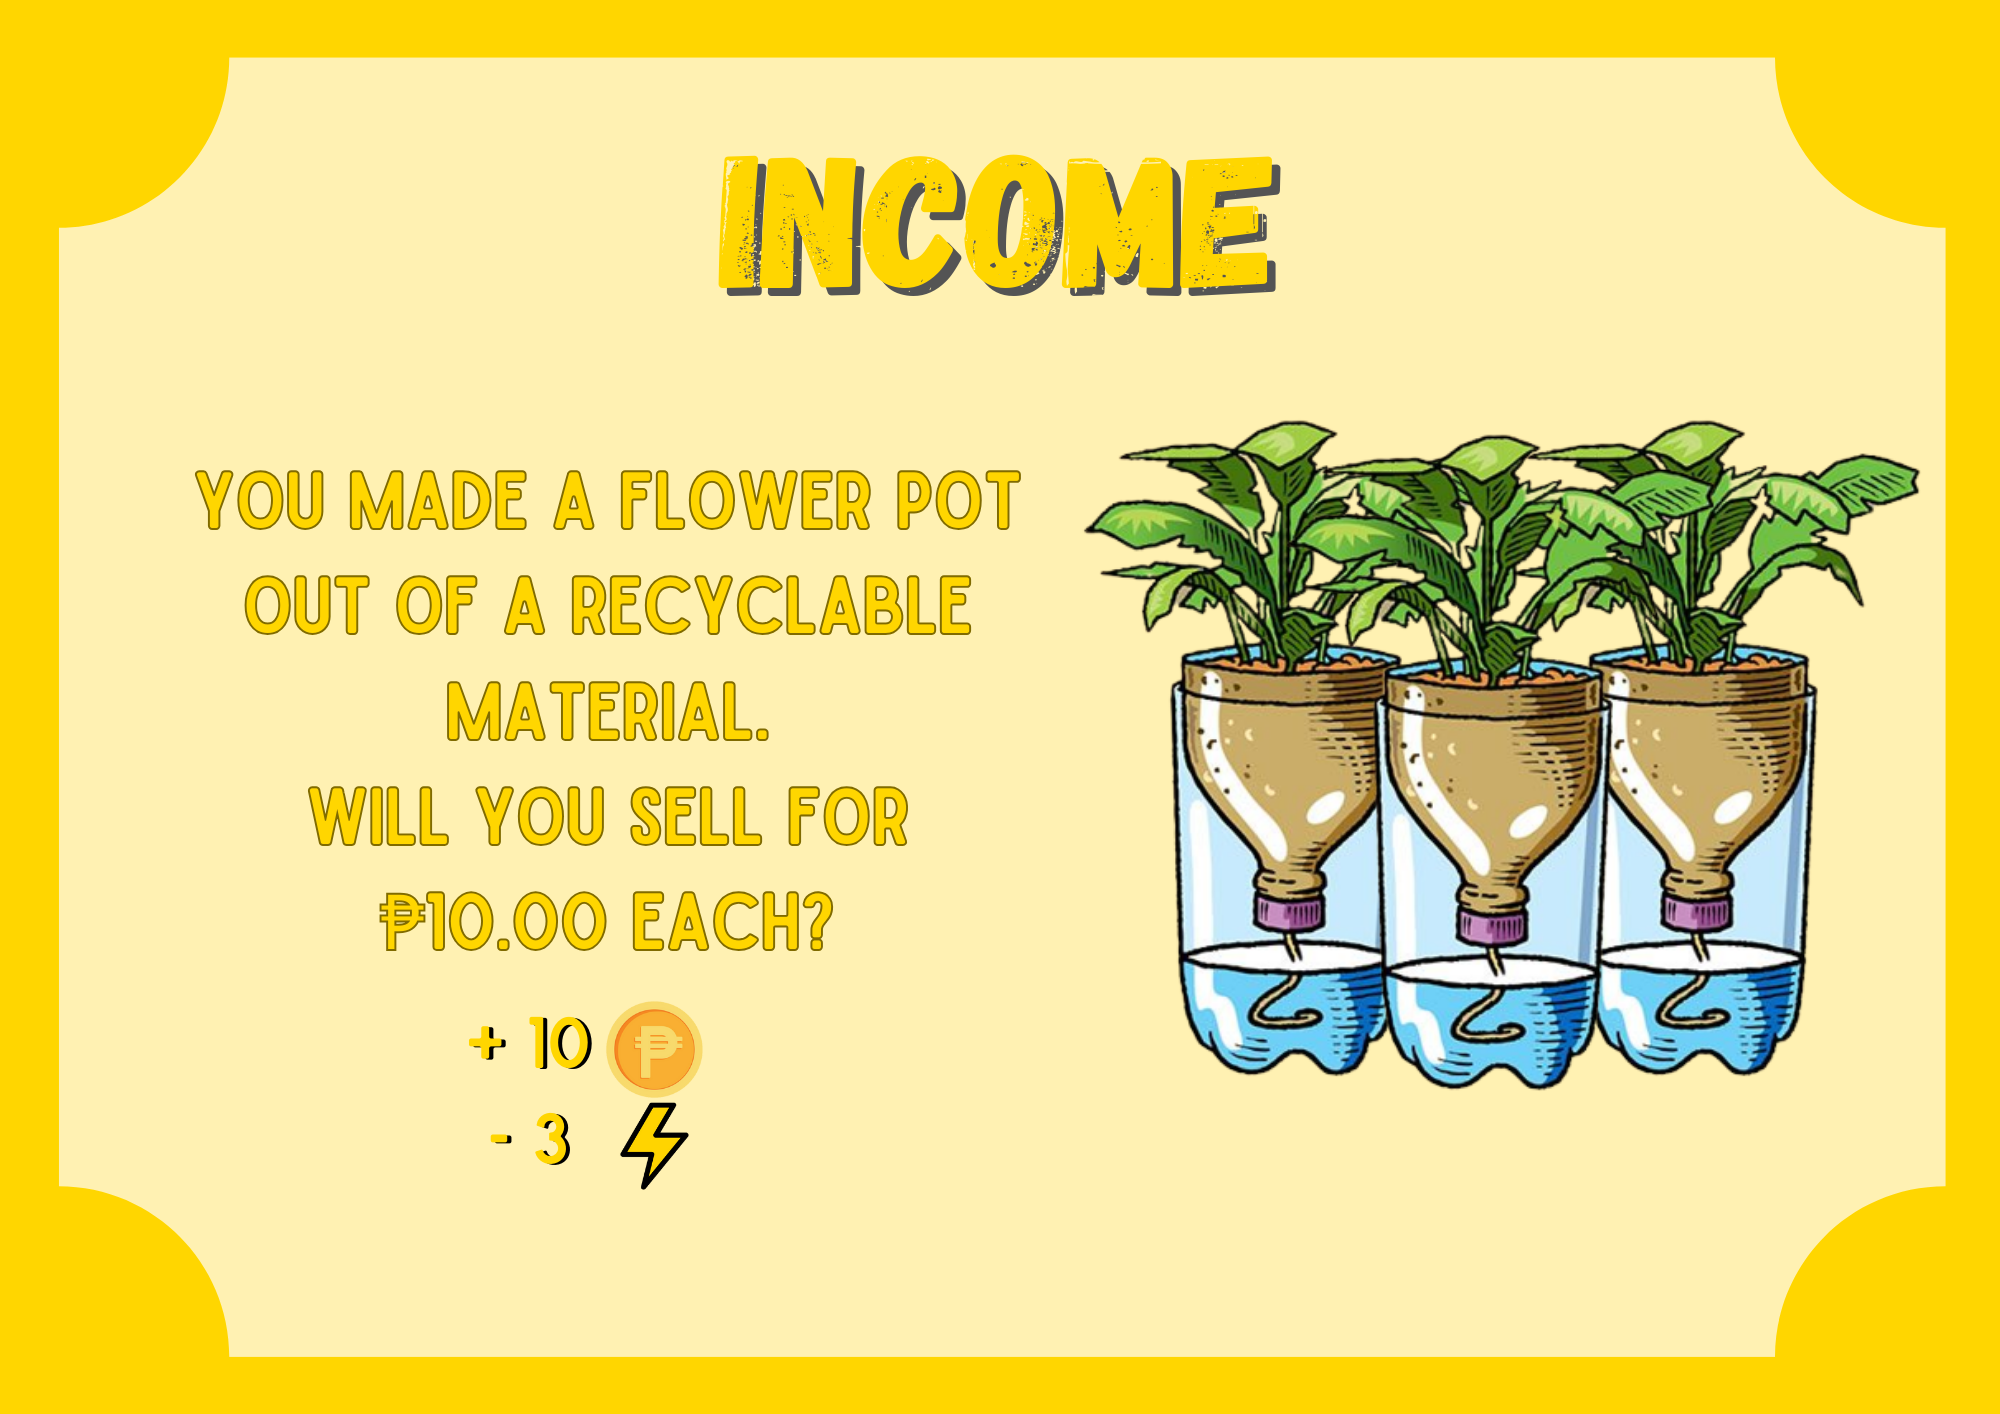 INCOME
YOU MADE A FLOWER POT
OUT OF A RECYCLABLE
MATERIAL.
WILL YOU SELL FOR
₱10.00 EACH?
+ 10 ₱
- 3